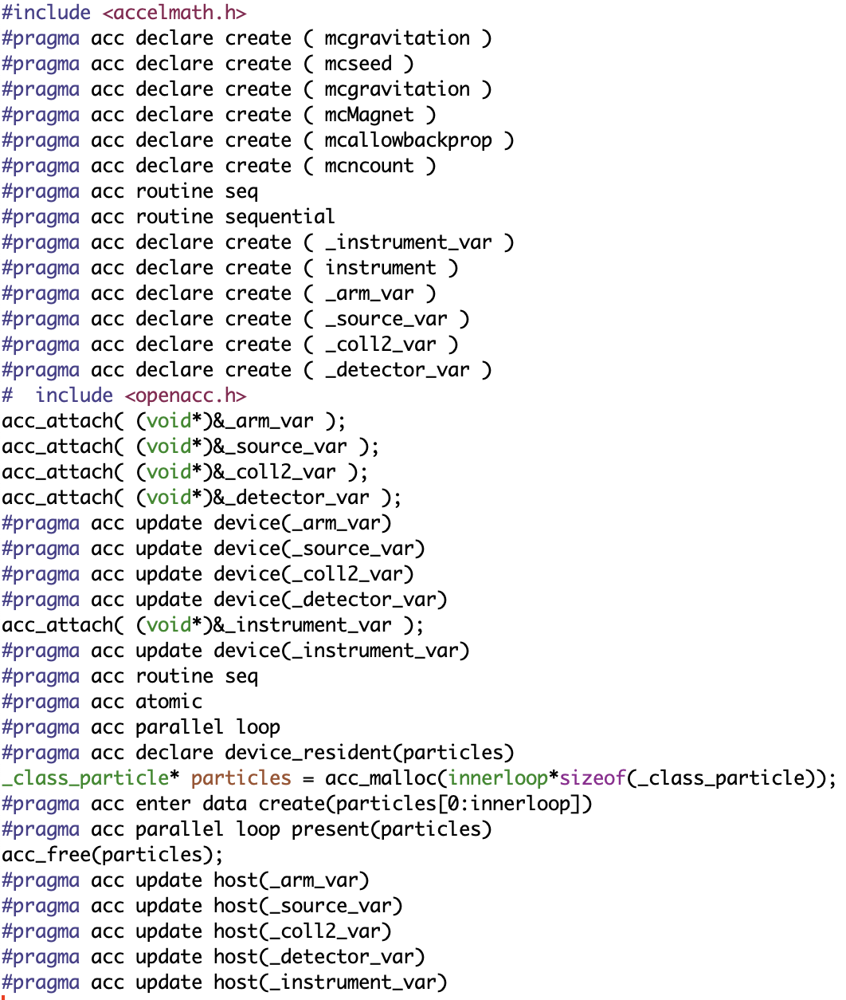 #include <accelmath.h>
#pragma acc declare create ( mcgravitation )
#pragma acc declare create ( mcseed )
#pragma acc declare create ( mcgravitation )
#pragma acc declare create ( mcMagnet )
#pragma acc declare create ( mcallowbackprop )
#pragma acc declare create ( mcncount )
#pragma acc routine seq
#pragma acc routine sequential
#pragma acc declare create ( _instrument_var )
#pragma acc declare create ( instrument )
#pragma acc declare create ( _arm_var )
#pragma acc declare create ( _source_var )
#pragma acc declare create ( _coll2_var )
#pragma acc declare create ( _detector_var )
#  include <openacc.h>
acc_attach( (void*)&_arm_var );
acc_attach( (void*)&_source_var );
acc_attach( (void*)&_coll2_var );
acc_attach( (void*)&_detector_var );
#pragma acc update device(_arm_var)
#pragma acc update device(_source_var)
#pragma acc update device(_coll2_var)
#pragma acc update device(_detector_var)
acc_attach( (void*)&_instrument_var );
#pragma acc update device(_instrument_var)
#pragma acc routine seq
#pragma acc atomic
#pragma acc parallel loop
#pragma acc declare device_resident(particles)
_class_particle* particles = acc_malloc(innerloop*sizeof(_class_particle));
#pragma acc enter data create(particles[0:innerloop])
#pragma acc parallel loop present(particles)
acc_free(particles);
#pragma acc update host(_arm_var)
#pragma acc update host(_source_var)
#pragma acc update host(_coll2_var)
#pragma acc update host(_detector_var)
#pragma acc update host(_instrument_var)